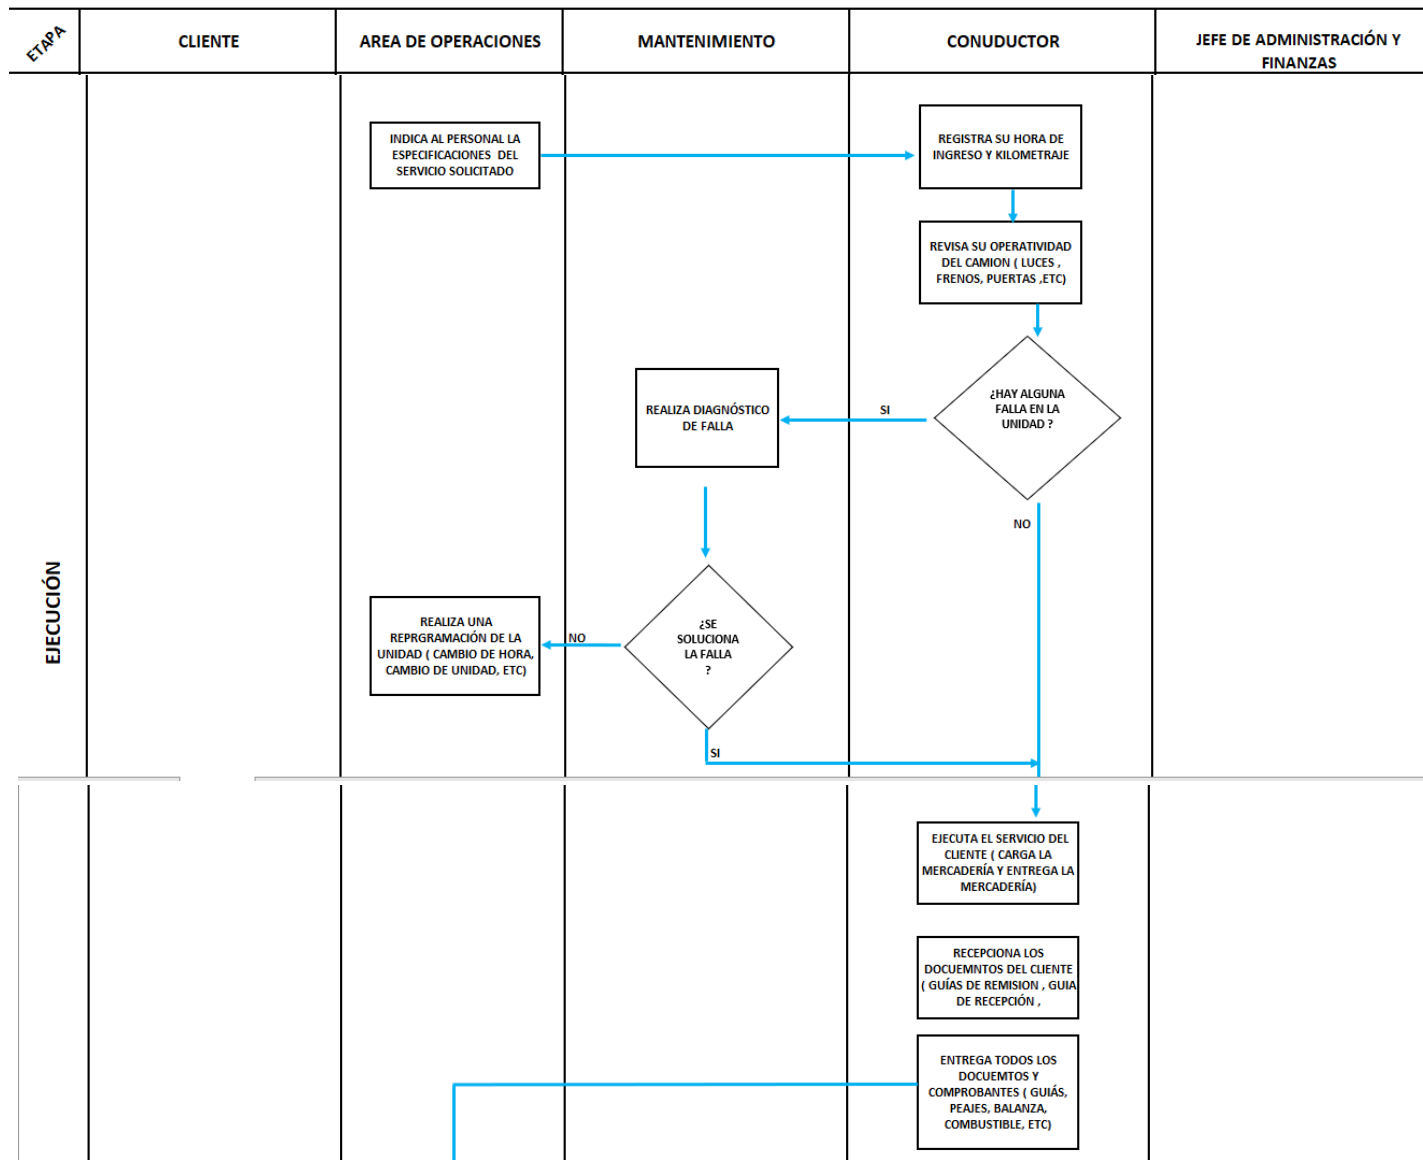 ETAPA
CLIENTE
AREA DE OPERACIONES
MANTENIMIENTO
CONUDUCTOR
JEFE DE ADMINISTRACIÓN Y
FINANZAS
INDICA AL PERSONAL LA
ESPECIFICACIONES DEL
SERVICIO SOLICITADO
REGISTRA SU HORA DE
INGRESO Y KILOMETRAJE
REVISA SU OPERATIVIDAD
DEL CAMION ( LUCES ,
FRENOS, PUERTAS ,ETC)
¿HAY ALGUNA
FALLA EN LA
UNIDAD ?
SI
REALIZA DIAGNÓSTICO
DE FALLA
NO
EJECUCIÓN
¿SE
SOLUCIONA
LA FALLA
?
NO
REALIZA UNA
REPRGRAMACIÓN DE LA
UNIDAD ( CAMBIO DE HORA,
CAMBIO DE UNIDAD, ETC)
SI
EJECUTA EL SERVICIO DEL
CLIENTE ( CARGA LA
MERCADERÍA Y ENTREGA LA
MERCADERÍA)
RECEPCIONA LOS
DOCUEMNTOS DEL CLIENTE
( GUÍAS DE REMISION , GUIA
DE RECEPCIÓN ,
ENTREGA TODOS LOS
DOCUEMTOS Y
COMPROBANTES ( GUIÁS,
PEAJES, BALANZA,
COMBUSTIBLE, ETC)